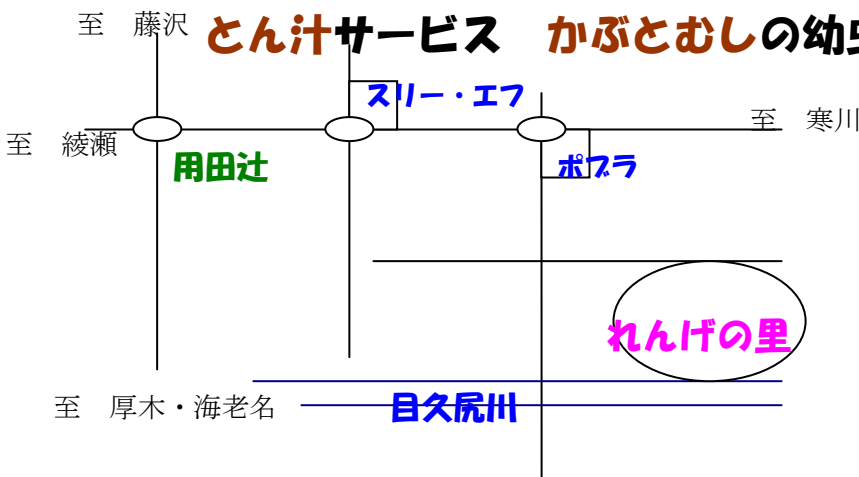 至　藤沢
とん汁サービス　かぶとむしの幼虫
スリー・エフ
至　寒川
至　綾瀬
用田辻
ポプラ
れんげの里
至　厚木・海老名
目久尻川